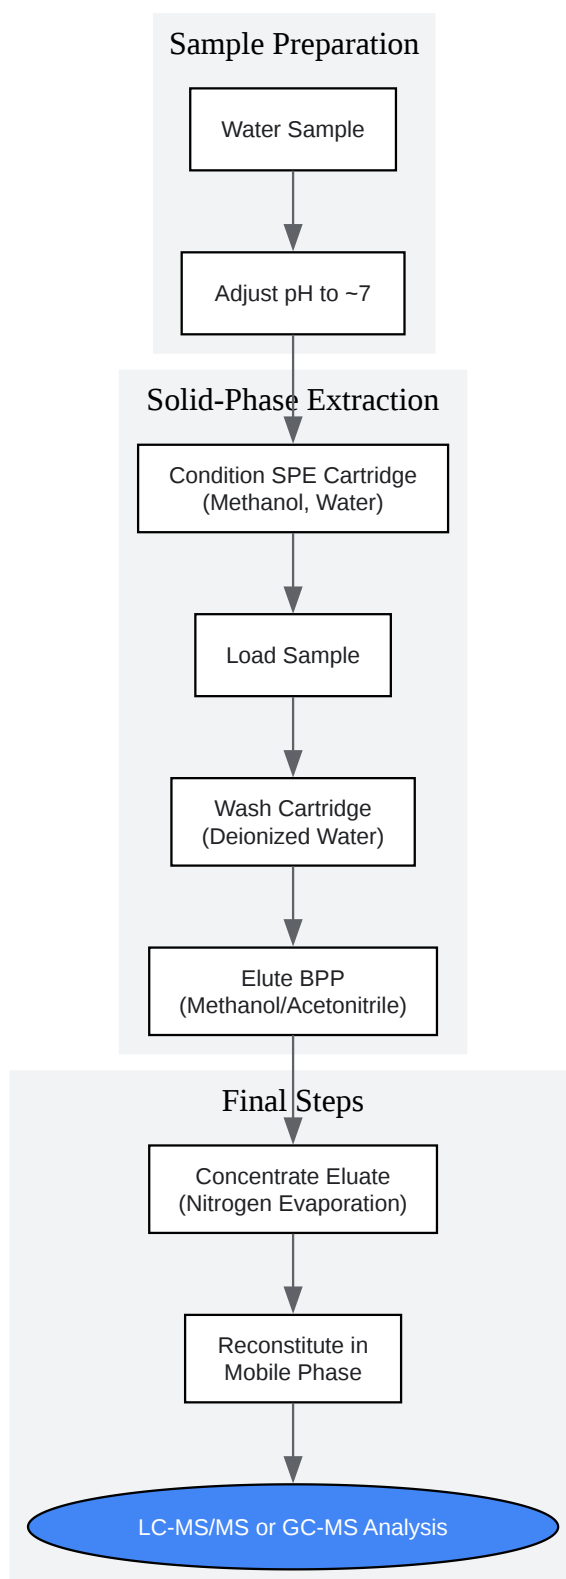 Sample Preparation
Water Sample
Adjust pH to ~7
Solid-Phase Extraction
Condition SPE Cartridge
(Methanol, Water)
Load Sample
Wash Cartridge
(Deionized Water)
Elute BPP
(Methanol/Acetonitrile)
Final Steps
Concentrate Eluate
(Nitrogen Evaporation)
Reconstitute in
Mobile Phase
LC-MS/MS or GC-MS Analysis